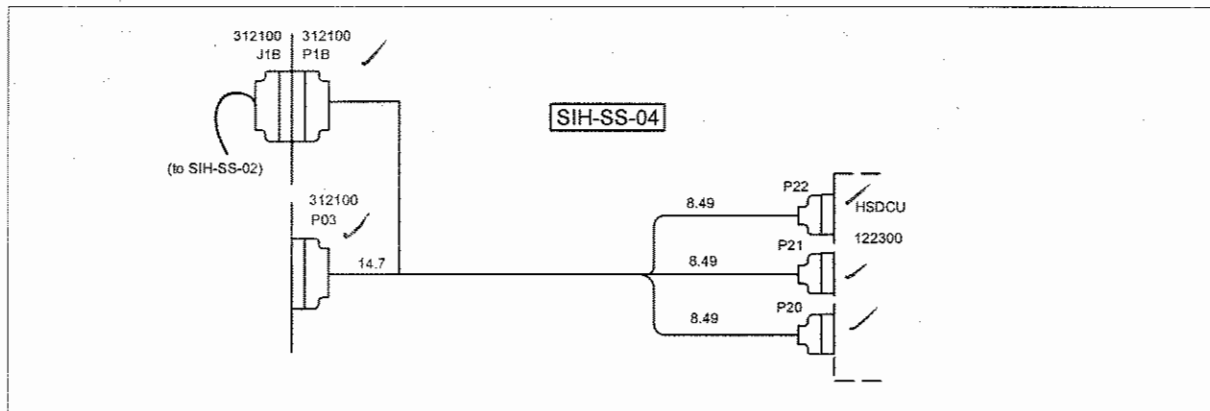 312100 312100
J1B P1B
SIH-SS-04
(to SIH-SS-02)
312100
P03
14.7
P22
8.49
HSDCU
P21
122300
8.49
P20
8.49